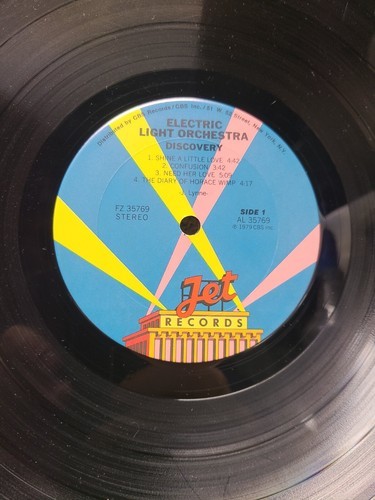 Distributed by CBS Records/CBS Inc./51 W. 52 Street, New York, N.Y.
ELECTRIC
LIGHT ORCHESTRA
DISCOVERY
1. SHINE A LITTLE LOVE 4:42
2. CONFUSION 3:42
3. NEED HER LOVE 5:09
4. THE DIARY OF HORACE WIMP 4:17
-J. Lynne-
FZ 35769
STEREO
SIDE 1
AL 35769
℗ 1979 CBS Inc.
Jet
RECORDS